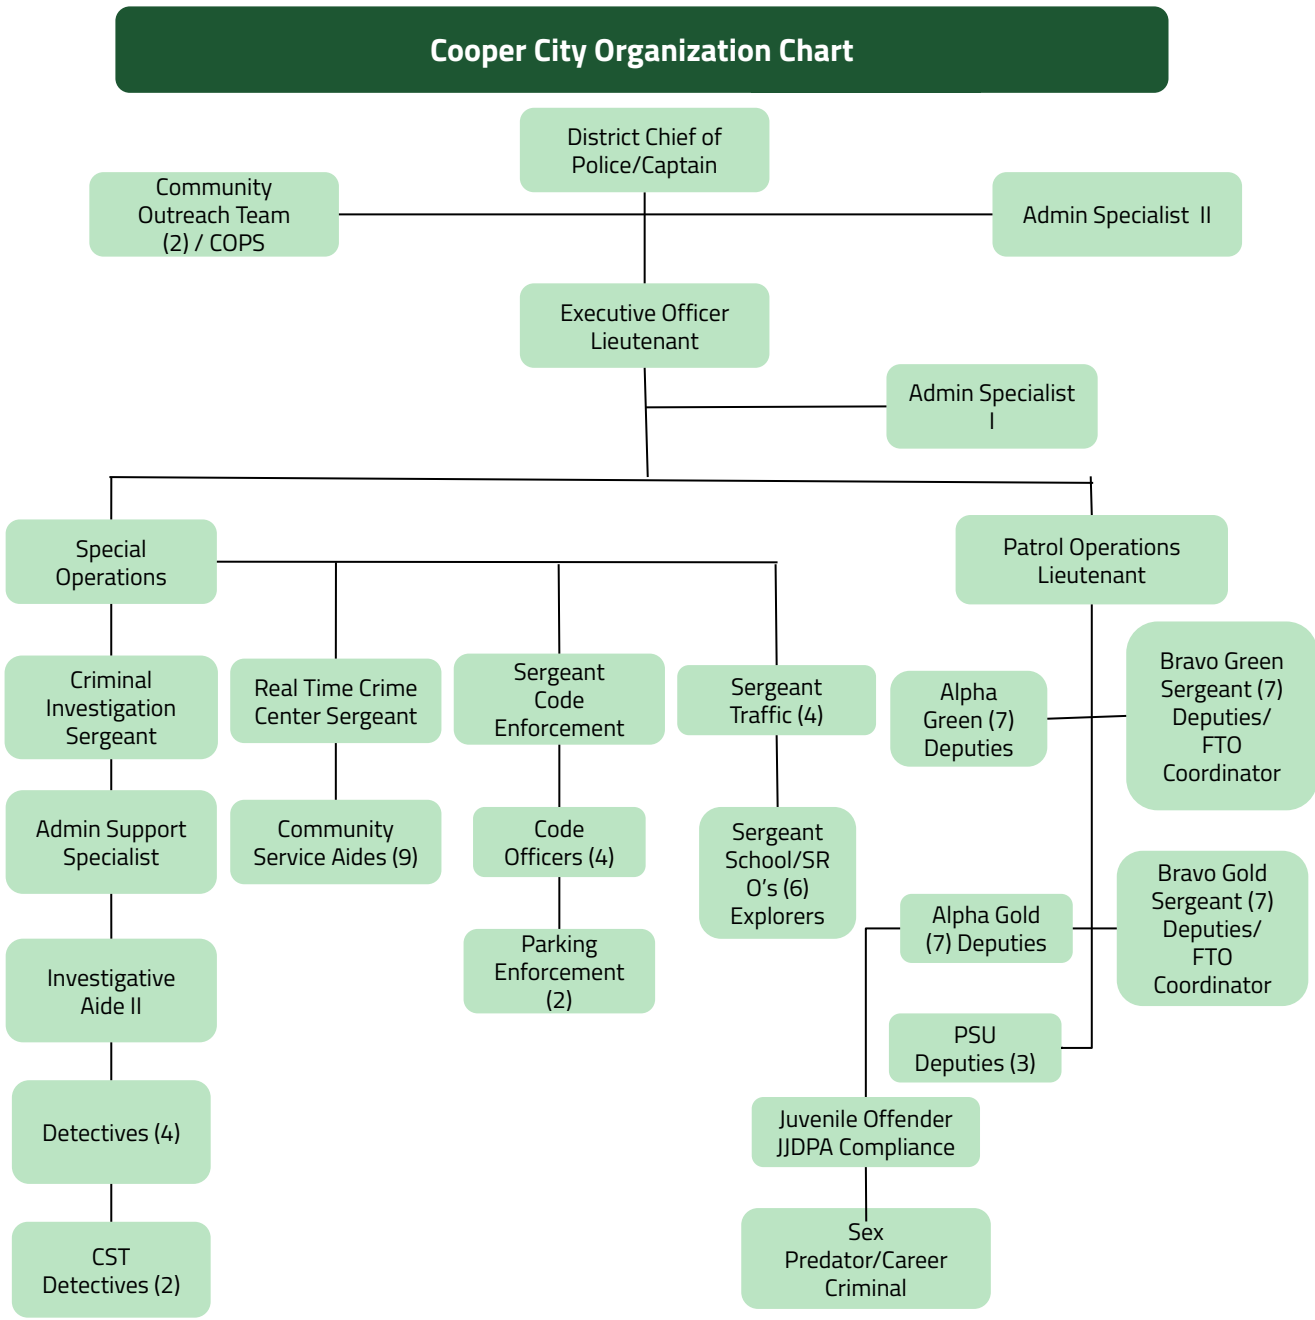 Cooper City Organization Chart
District Chief of
Police/Captain
Community
Outreach Team
(2) / COPS
Admin Specialist  II
Executive Officer
Lieutenant
Admin Specialist
I
Special
Operations
Patrol Operations
Lieutenant
Criminal
Investigation
Sergeant
Real Time Crime
Center Sergeant
Sergeant
Code
Enforcement
Sergeant
Traffic (4)
Alpha
Green (7)
Deputies
Bravo Green
Sergeant (7)
Deputies/
FTO
Coordinator
Admin Support
Specialist
Community
Service Aides (9)
Code
Officers (4)
Sergeant
School/SR
O's (6)
Explorers
Alpha Gold
(7) Deputies
Bravo Gold
Sergeant (7)
Deputies/
FTO
Coordinator
Investigative
Aide II
Parking
Enforcement
(2)
PSU
Deputies (3)
Detectives (4)
Juvenile Offender
JJDPA Compliance
CST
Detectives (2)
Sex
Predator/Career
Criminal